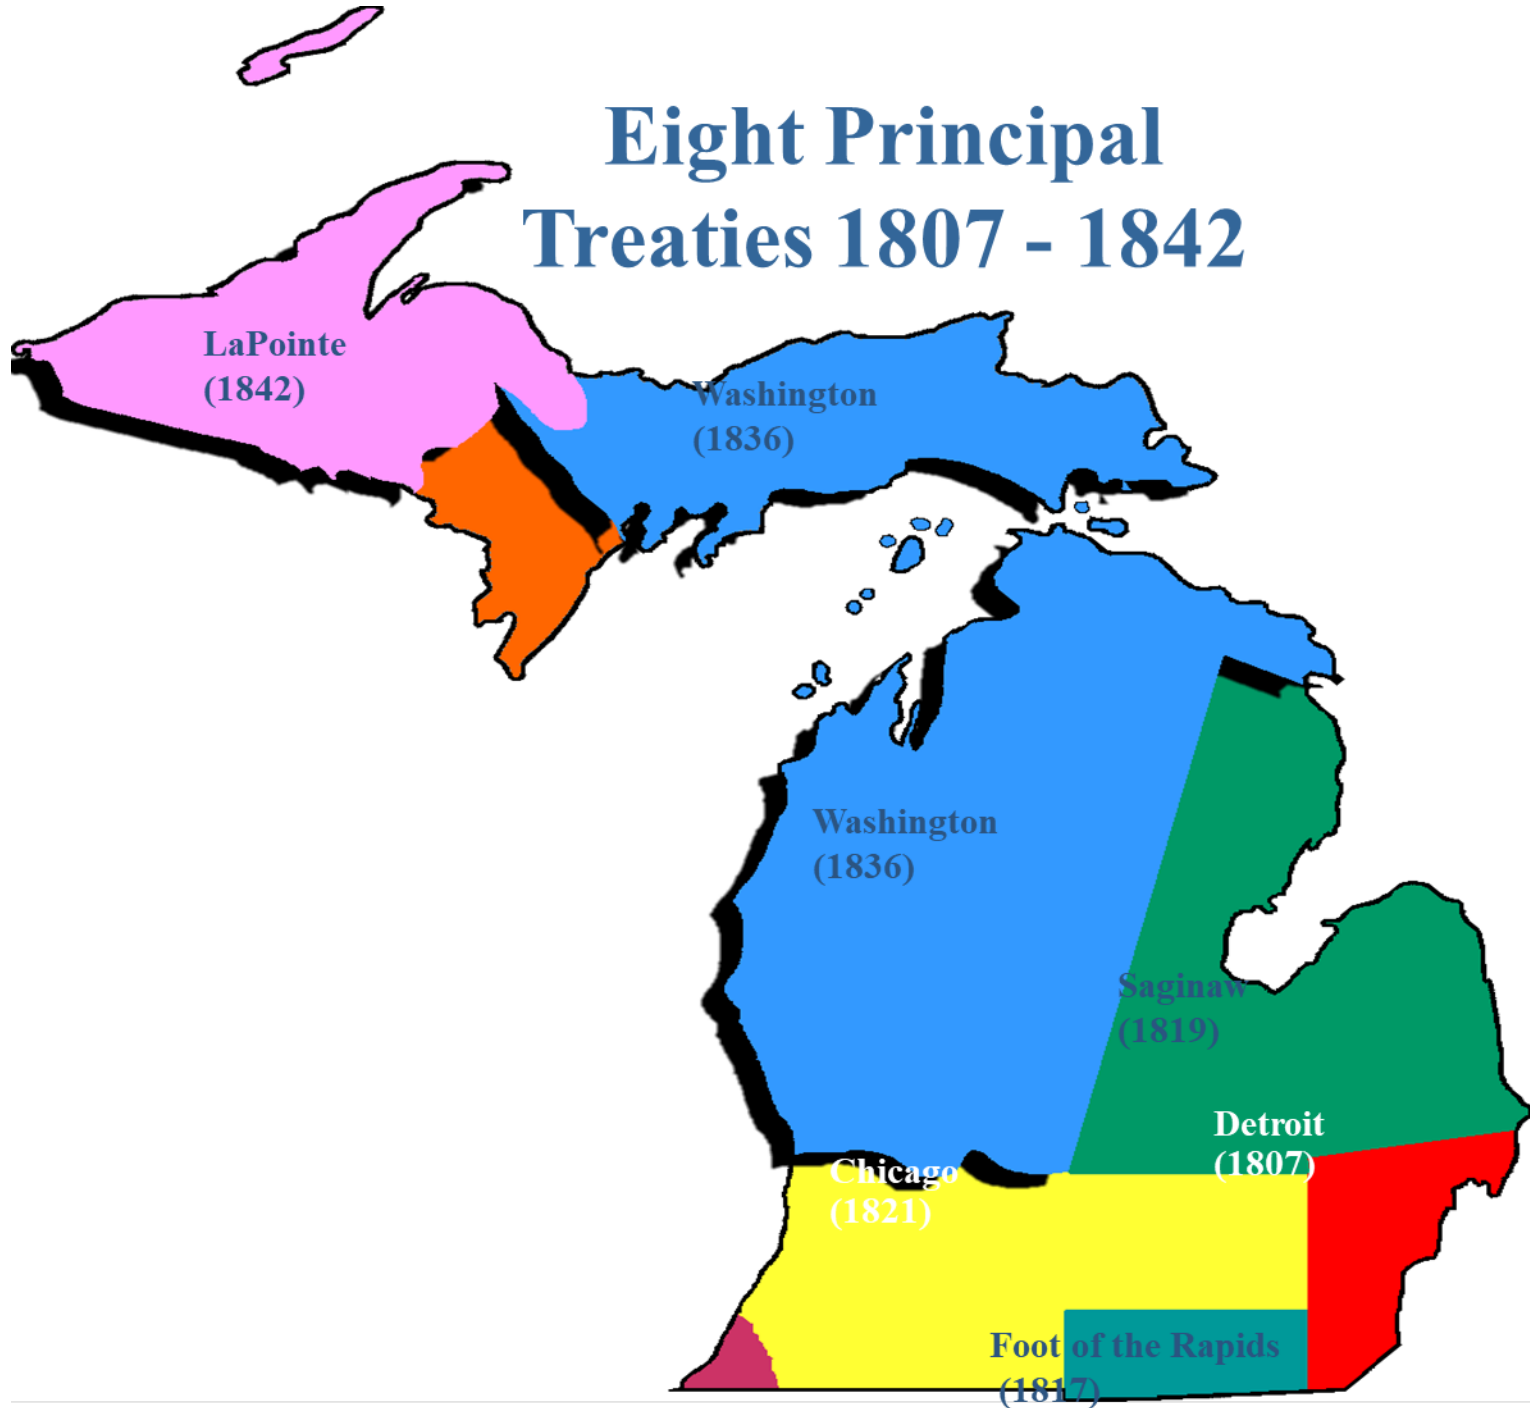 Eight Principal
Treaties 1807 - 1842
LaPointe
(1842)
Washington
(1836)
Washington
(1836)
Saginaw
(1819)
Detroit
(1807)
Chicago
(1821)
Foot of the Rapids
(1817)